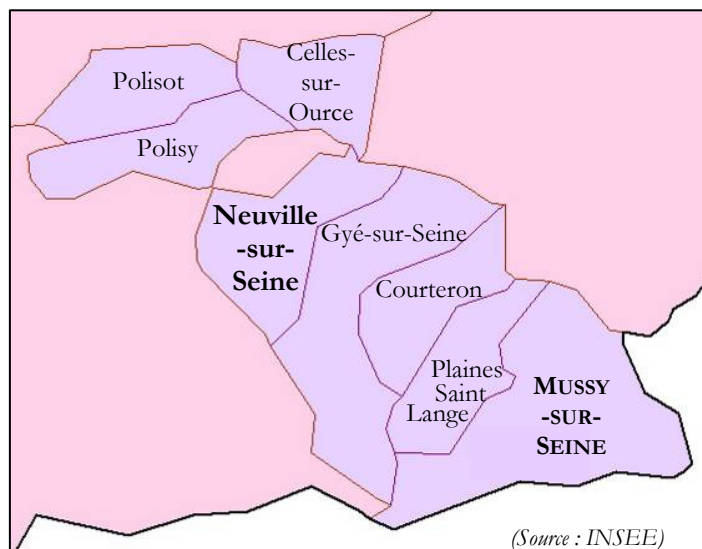 Celles-
sur-
Ource
Polisot
Polisy
Neuville
-sur-
Seine
Gyé-sur-Seine
Courteron
Plaines
Saint
Lange
MUSSY
-SUR-
SEINE
(Source : INSEE)